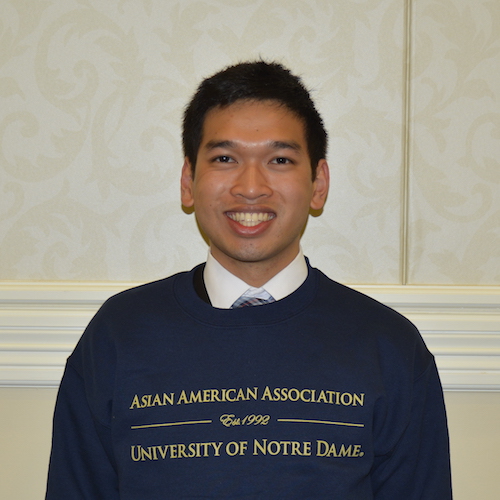 ASIAN AMERICAN ASSOCIATION
Est. 1992
UNIVERSITY OF NOTRE DAME®